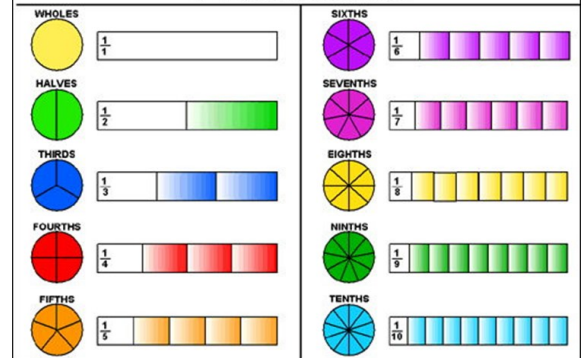 WHOLES
1/1
HALVES
1/2
THIRDS
1/3
FOURTHS
1/4
FIFTHS
1/5
SIXTHS
1/6
SEVENTHS
1/7
EIGHTHS
1/8
NINTHS
1/9
TENTHS
1/10